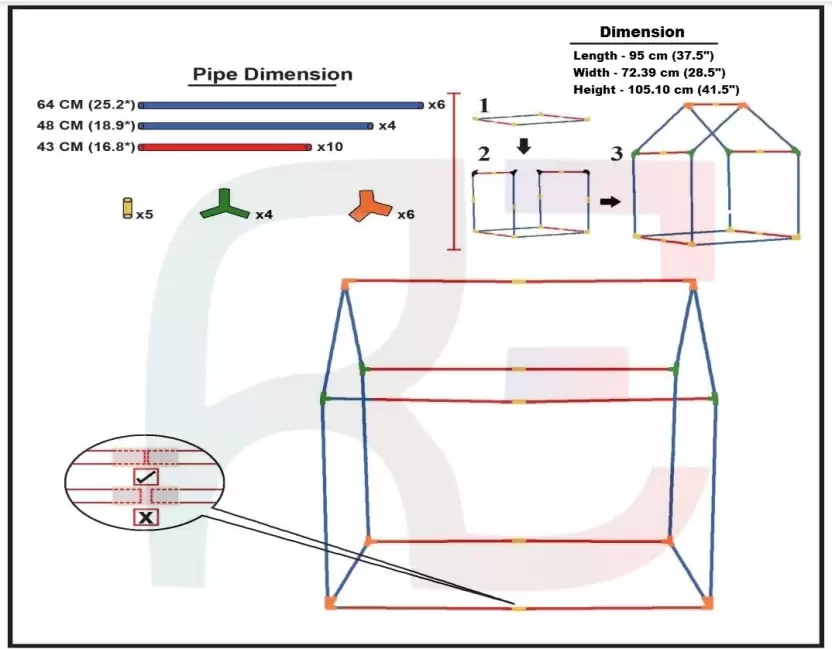 Dimension
Length - 95 cm (37.5")
Width - 72.39 cm (28.5")
Height - 105.10 cm (41.5")
Pipe Dimension
64 CM (25.2*) x6
48 CM (18.9*) x4
43 CM (16.8*) x10
x5 x4 x6
1
2
3
X